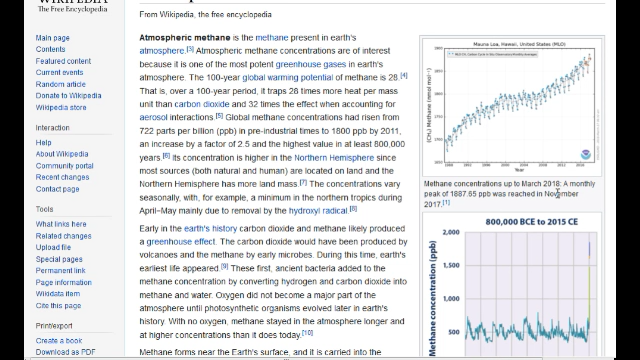 WIKIPEDIA
The Free Encyclopedia
Main page
Contents
Featured content
Current events
Random article
Donate to Wikipedia
Wikipedia store
Interaction
Help
About Wikipedia
Community portal
Recent changes
Contact page
Tools
What links here
Related changes
Upload file
Special pages
Permanent link
Page information
Wikidata item
Cite this page
Print/export
Create a book
Download as PDF
From Wikipedia, the free encyclopedia
Atmospheric methane is the methane present in earth's
atmosphere.[3] Atmospheric methane concentrations are of interest
because it is one of the most potent greenhouse gases in earth's
atmosphere. The 100-year global warming potential of methane is 28.[4]
That is, over a 100-year period, it traps 28 times more heat per mass
unit than carbon dioxide and 32 times the effect when accounting for
aerosol interactions.[5] Global methane concentrations had risen from
722 parts per billion (ppb) in pre-industrial times to 1800 ppb by 2011,
an increase by a factor of 2.5 and the highest value in at least 800,000
years.[6] Its concentration is higher in the Northern Hemisphere since
most sources (both natural and human) are located on land and the
Northern Hemisphere has more land mass.[7] The concentrations vary
seasonally, with, for example, a minimum in the northern tropics during
April–May mainly due to removal by the hydroxyl radical.[8]
Early in the earth's history carbon dioxide and methane likely produced
a greenhouse effect. The carbon dioxide would have been produced by
volcanoes and the methane by early microbes. During this time, earth's
earliest life appeared.[9] These first, ancient bacteria added to the
methane concentration by converting hydrogen and carbon dioxide into
methane and water. Oxygen did not become a major part of the
atmosphere until photosynthetic organisms evolved later in earth's
history. With no oxygen, methane stayed in the atmosphere longer and
at higher concentrations than it does today.[10]
Methane forms near the Earth's surface, and it is carried into the
Mauna Loa, Hawaii, United States (MLO)
(CH4) Methane (nmol mol-1)
Year
Methane concentrations up to March 2018: A monthly
peak of 1887.65 ppb was reached in November
2017.[1]
800,000 BCE to 2015 CE
Methane concentration (ppb)
2,000
1,500
1,000
500